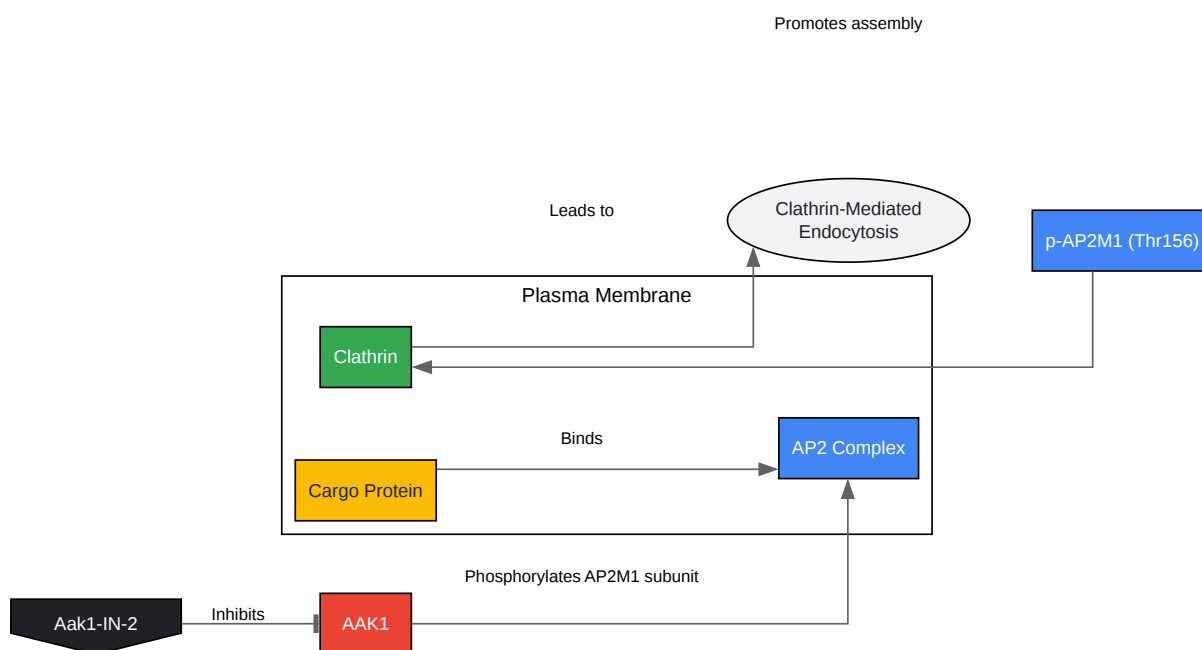 Promotes assembly
Leads to
Clathrin-Mediated
Endocytosis
p-AP2M1 (Thr156)
Plasma Membrane
Clathrin
Binds
AP2 Complex
Cargo Protein
Phosphorylates AP2M1 subunit
Aak1-IN-2
Inhibits
AAK1